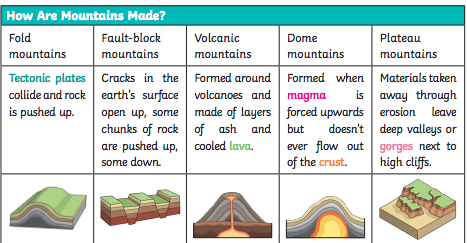 How Are Mountains Made?
Fold
mountains
Fault-block
mountains
Volcanic
mountains
Dome
mountains
Plateau
mountains
Tectonic plates
collide and rock
is pushed up.
Cracks in the
earth's surface
open up, some
chunks of rock
are pushed up,
some down.
Formed around
volcanoes and
made of layers
of ash and
cooled lava.
Formed when
magma is
forced upwards
but doesn't
ever flow out
of the crust.
Materials taken
away through
erosion leave
deep valleys or
gorges next to
high cliffs.